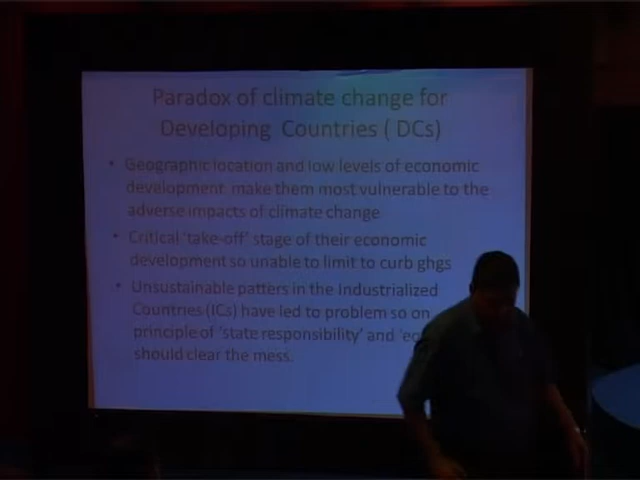 Paradox of climate change for
Developing Countries ( DCs)
• Geographic location and low levels of economic
development make them most vulnerable to the
adverse impacts of climate change
• Critical 'take-off' stage of their economic
development so unable to limit to curb ghgs
• Unsustainable patters in the Industrialized
Countries (ICs) have led to problem so on
principle of 'state responsibility' and
should clear the mess.